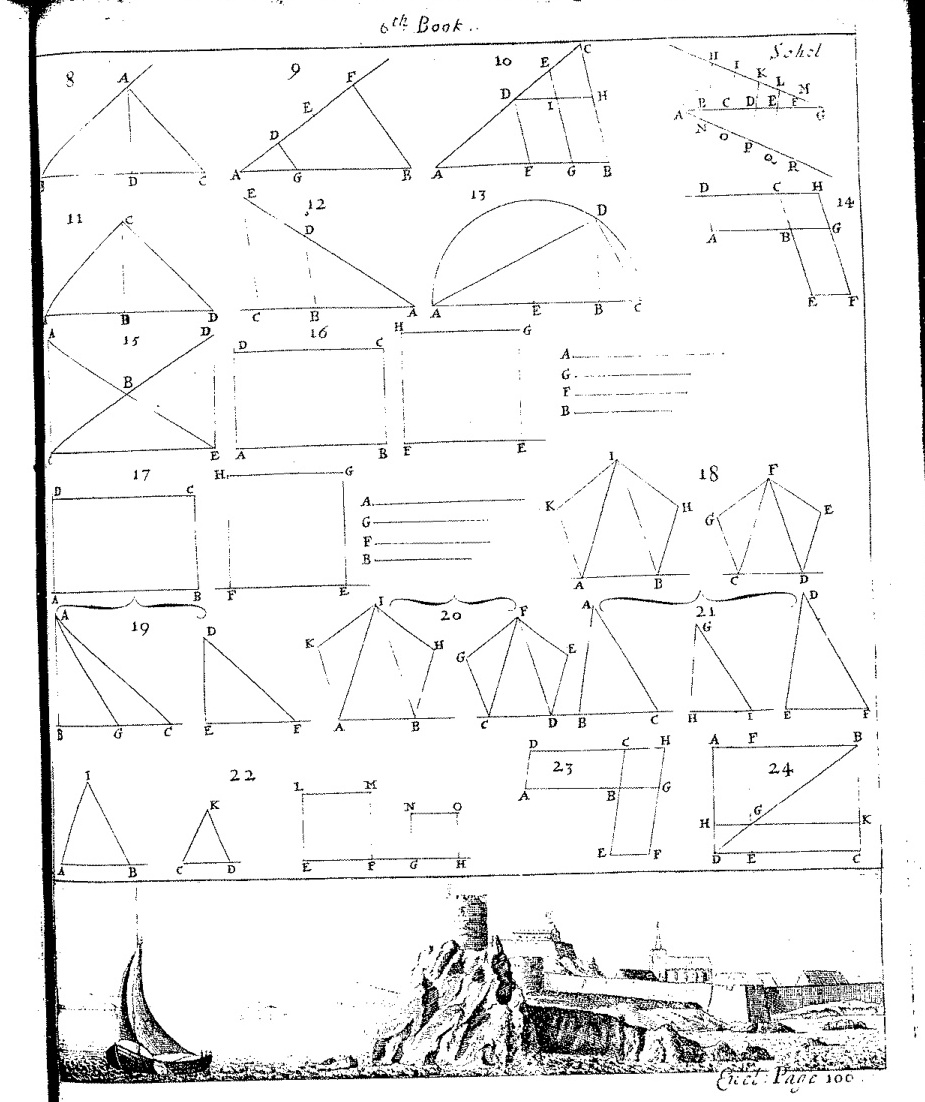 6th Book..
8 9 10 Schol
A
B D C
F
E
D
A G B
C
E
D I H
A F G B
H I K L M
A B C D E F G
N O P Q R
11 12 13 14
C
A B D
E
D
C B A
D
A E B C
D C H
A B G
E F
15 16
A D
B
C E
D C
A B
H G
F E
A
G
F
B
17 18
D C
A B
H G
F E
A
G
F
B
I
K H
A B
F
G E
C D
19 20 21
A
B G C
D
E F
I
K H
A B
F
G E
C D
A
B C
G
H I
D
E F
22 23 24
I
A B
K
C D
L M
E F
N O
G H
D C H
A B G
E F
A F B
H G K
D E C
Euct: Page 100